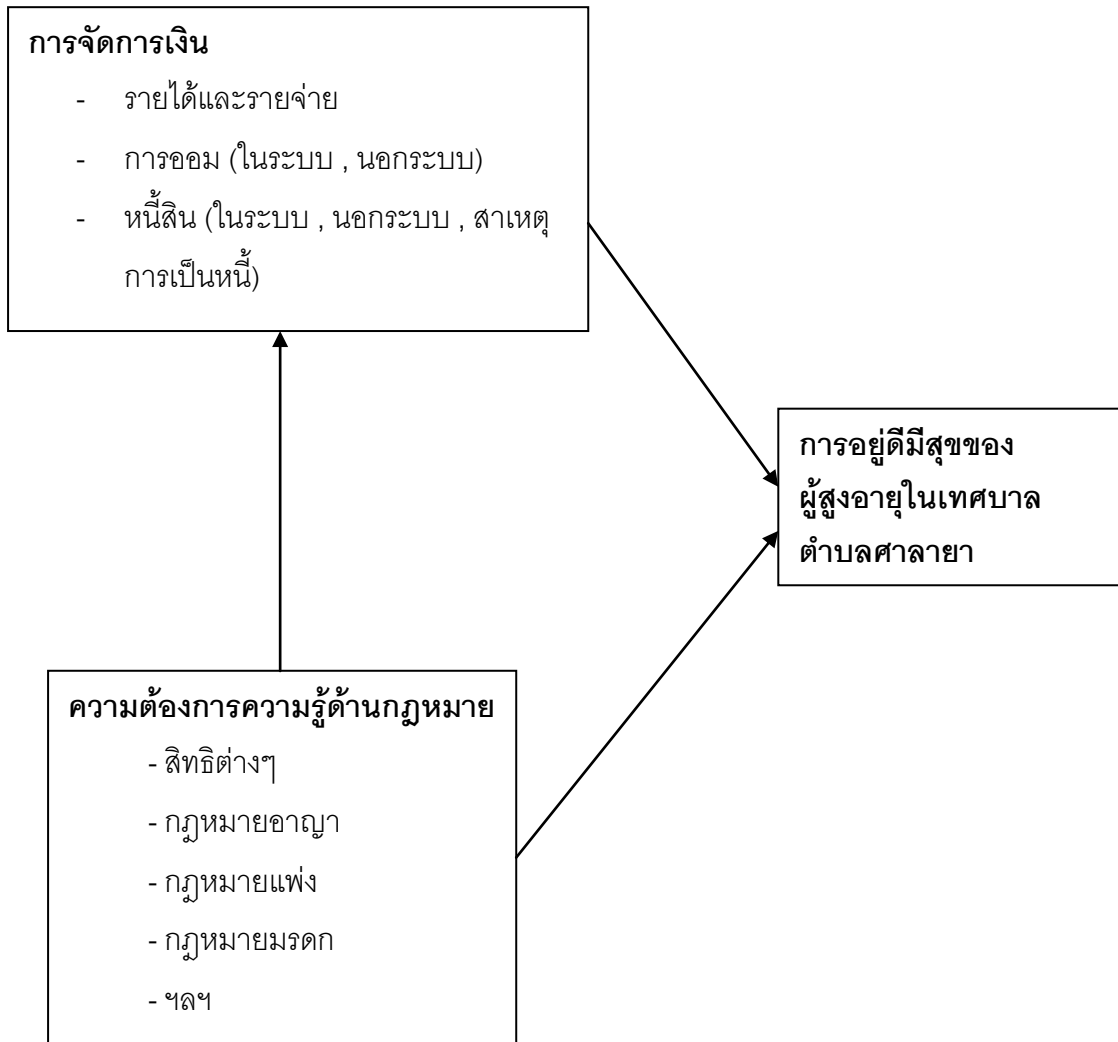 การจัดการเงิน
- รายได้และรายจ่าย
- การออม (ในระบบ , นอกระบบ)
- หนี้สิน (ในระบบ , นอกระบบ , สาเหตุ
การเป็นหนี้)
การอยู่ดีมีสุขของ
ผู้สูงอายุในเทศบาล
ตำบลศาลายา
ความต้องการความรู้ด้านกฎหมาย
- สิทธิต่างๆ
- กฎหมายอาญา
- กฎหมายแพ่ง
- กฎหมายมรดก
- ฯลฯ